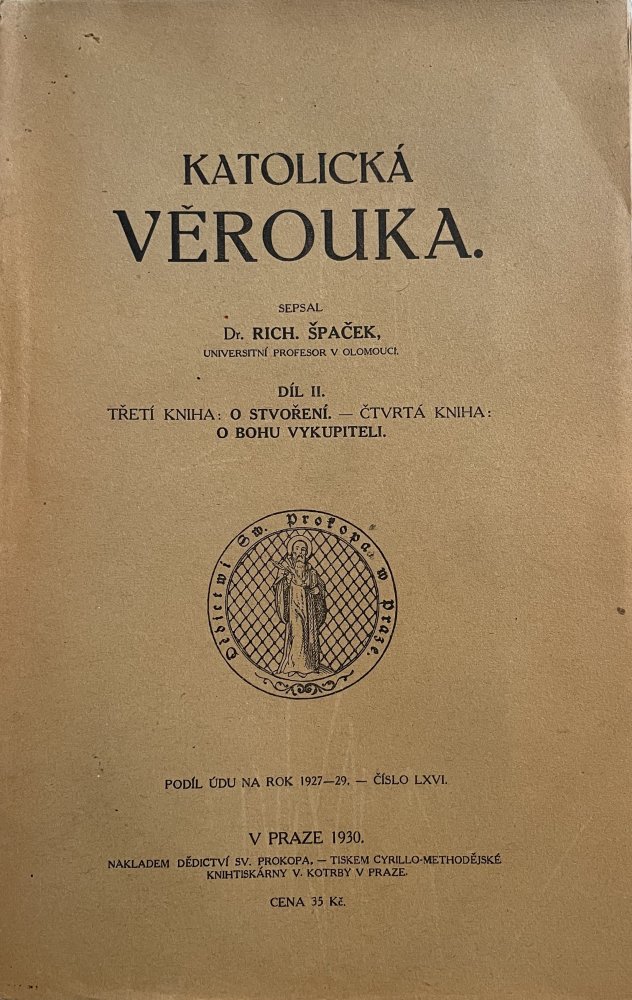 KATOLICKÁ
VĚROUKA.
SEPSAL
Dr. RICH. ŠPAČEK,
UNIVERSITNÍ PROFESOR V OLOMOUCI.
DÍL II.
TŘETÍ KNIHA: O STVOŘENÍ. — ČTVRTÁ KNIHA:
O BOHU VYKUPITELI.
Dědictwí Sw. Prokopa w Praze.
PODÍL ÚDU NA ROK 1927—29. — ČÍSLO LXVI.
V PRAZE 1930.
NÁKLADEM DĚDICTVÍ SV. PROKOPA. — TISKEM CYRILLO-METHODĚJSKÉ
KNIHTISKÁRNY V. KOTRBY V PRAZE.
CENA 35 Kč.